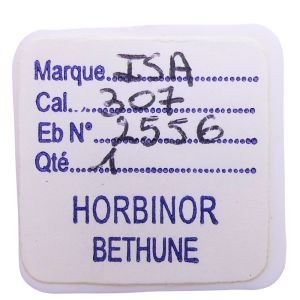 Marque ISA
Cal. 307
Eb N° 2556
Qté 1
HORBINOR
BETHUNE